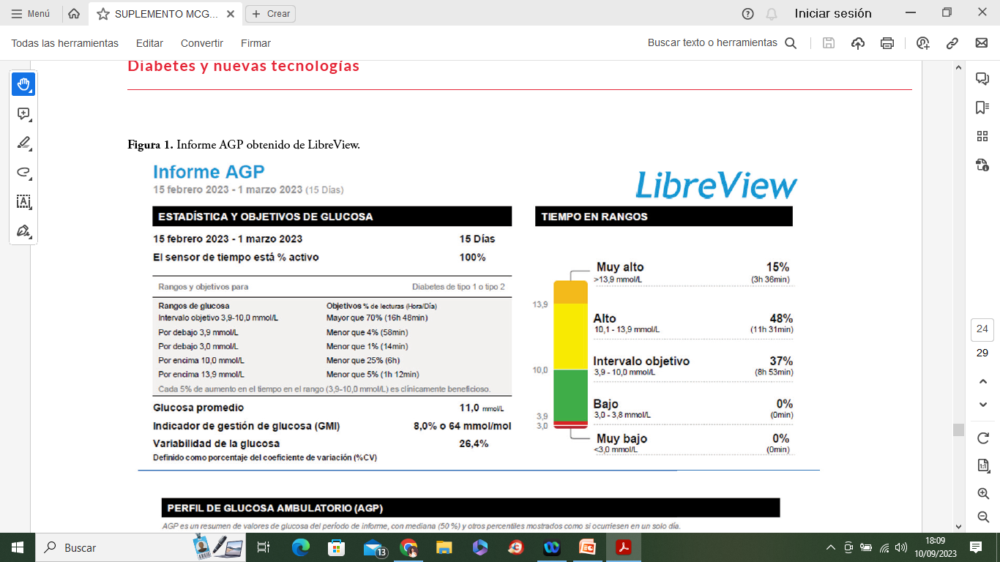 Menú
SUPLEMENTO MCG...
Crear
Iniciar sesión
Todas las herramientas
Editar
Convertir
Firmar
Buscar texto o herramientas
Diabetes y nuevas tecnologías
Figura 1. Informe AGP obtenido de LibreView.
Informe AGP
15 febrero 2023 - 1 marzo 2023 (15 Días)
LibreView
ESTADÍSTICA Y OBJETIVOS DE GLUCOSA
15 febrero 2023 - 1 marzo 2023 15 Días
El sensor de tiempo está % activo 100%
Rangos y objetivos para Diabetes de tipo 1 o tipo 2
Rangos de glucosa Objetivos % de lecturas (Hora/Día)
Intervalo objetivo 3,9-10,0 mmol/L Mayor que 70% (16h 48min)
Por debajo 3,9 mmol/L Menor que 4% (58min)
Por debajo 3,0 mmol/L Menor que 1% (14min)
Por encima 10,0 mmol/L Menor que 25% (6h)
Por encima 13,9 mmol/L Menor que 5% (1h 12min)
Cada 5% de aumento en el tiempo en el rango (3,9-10,0 mmol/L) es clínicamente beneficioso.
Glucosa promedio 11,0 mmol/L
Indicador de gestión de glucosa (GMI) 8,0% o 64 mmol/mol
Variabilidad de la glucosa 26,4%
Definido como porcentaje del coeficiente de variación (%CV)
TIEMPO EN RANGOS
Muy alto 15%
>13,9 mmol/L (3h 36min)
13,9
Alto 48%
10,1 - 13,9 mmol/L (11h 31min)
Intervalo objetivo 37%
10,0 3,9 - 10,0 mmol/L (8h 53min)
Bajo 0%
3,9 3,0 - 3,8 mmol/L (0min)
3,0
Muy bajo 0%
<3,0 mmol/L (0min)
PERFIL DE GLUCOSA AMBULATORIO (AGP)
AGP es un resumen de valores de glucosa del período de informe, con mediana (50 %) y otros percentiles mostrados como si ocurriesen en un solo día.
24
29
1:1
Buscar
13
18:09
10/09/2023